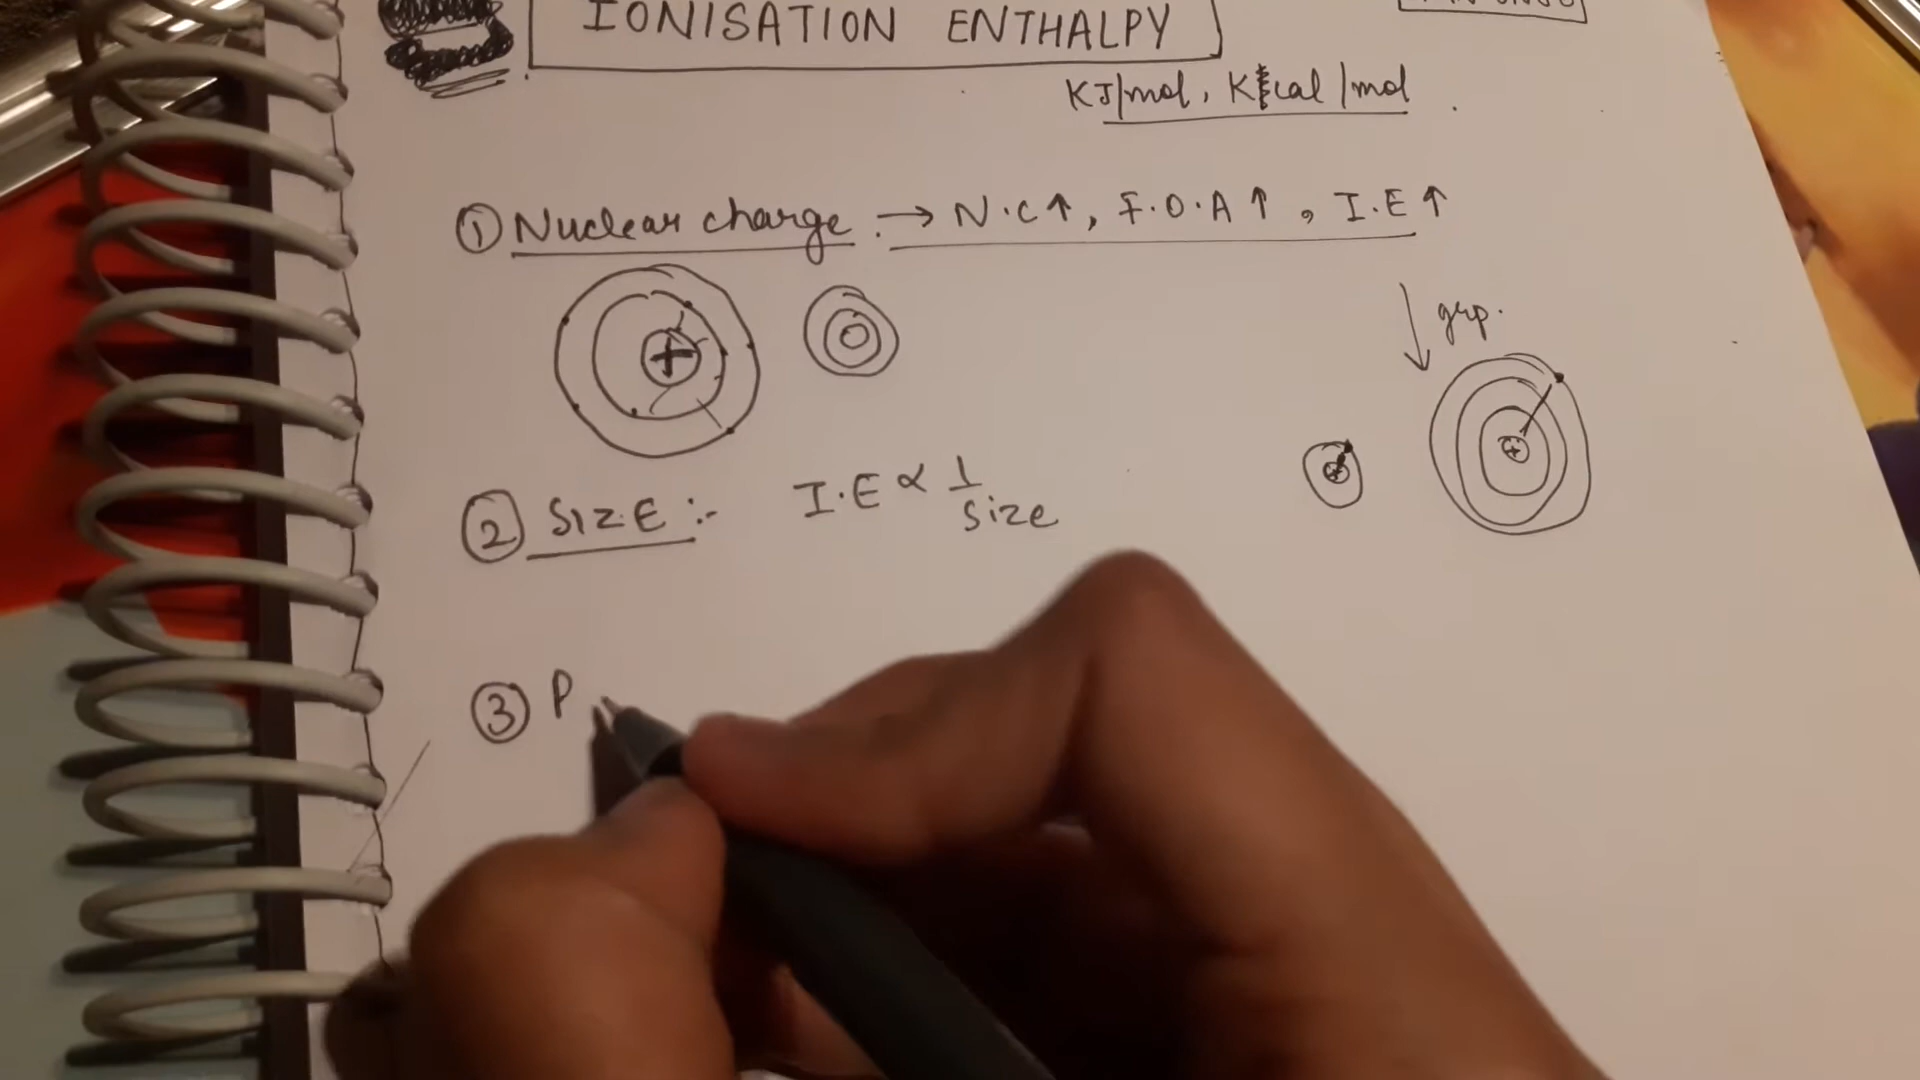 IONISATION ENTHALPY
KJ/mol, Kcal/mol
① Nuclear charge :→ N.C↑, F.O.A↑, I.E↑
+
↓ grp.
+
+
② SIZE :- I.E ∝ 1/size
③ P